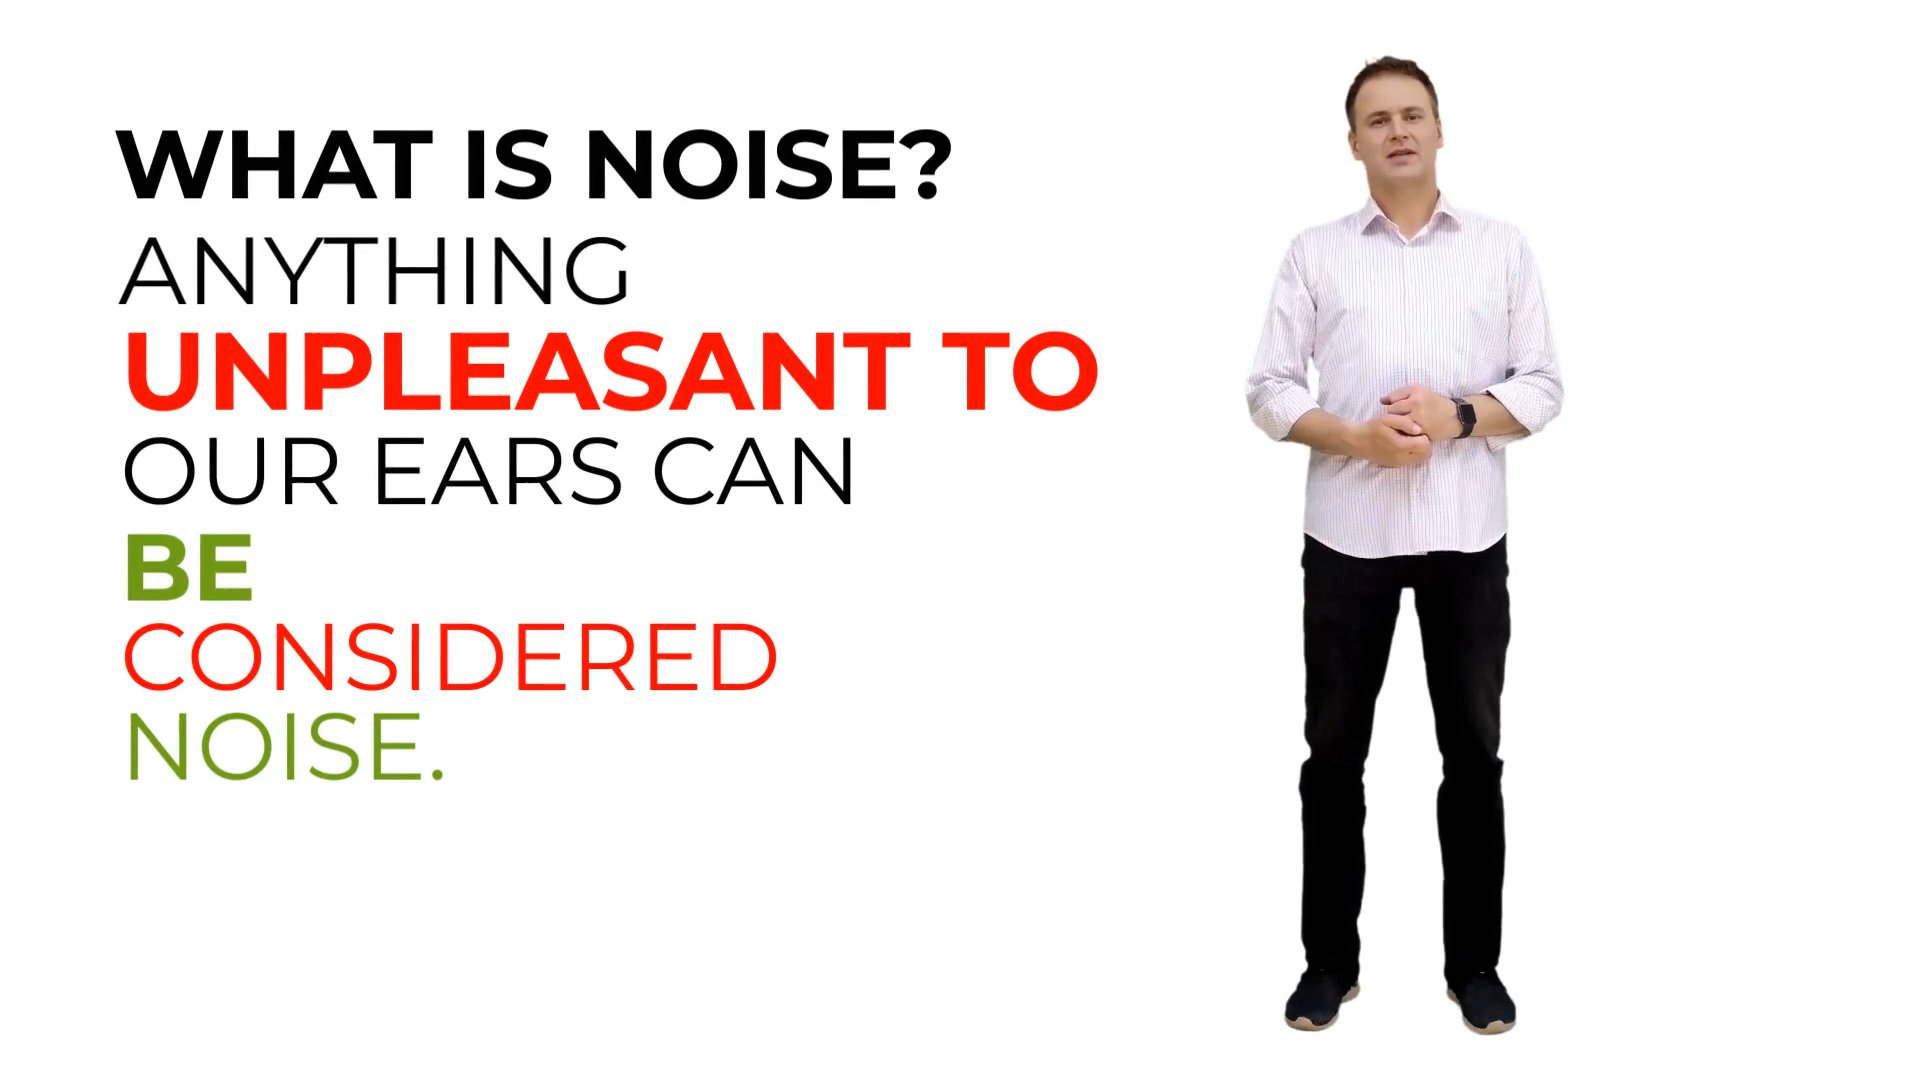 WHAT IS NOISE?
ANYTHING
UNPLEASANT TO
OUR EARS CAN
BE
CONSIDERED
NOISE.